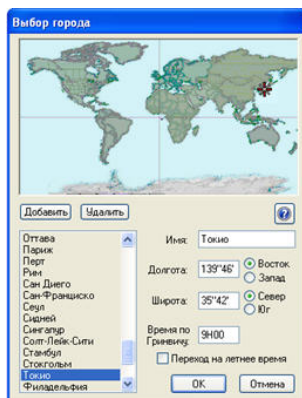 Выбор города
Добавить
Удалить
?
Оттава
Париж
Перт
Рим
Сан Диего
Сан-Франциско
Сеул
Сидней
Сингапур
Солт-Лейк-Сити
Стамбул
Стокгольм
Токио
Филадельфия
Имя: Токио
Долгота: 139°46'
Восток
Запад
Широта: 35°42'
Север
Юг
Время по
Гринвичу: 9H00
Переход на летнее время
OK
Отмена